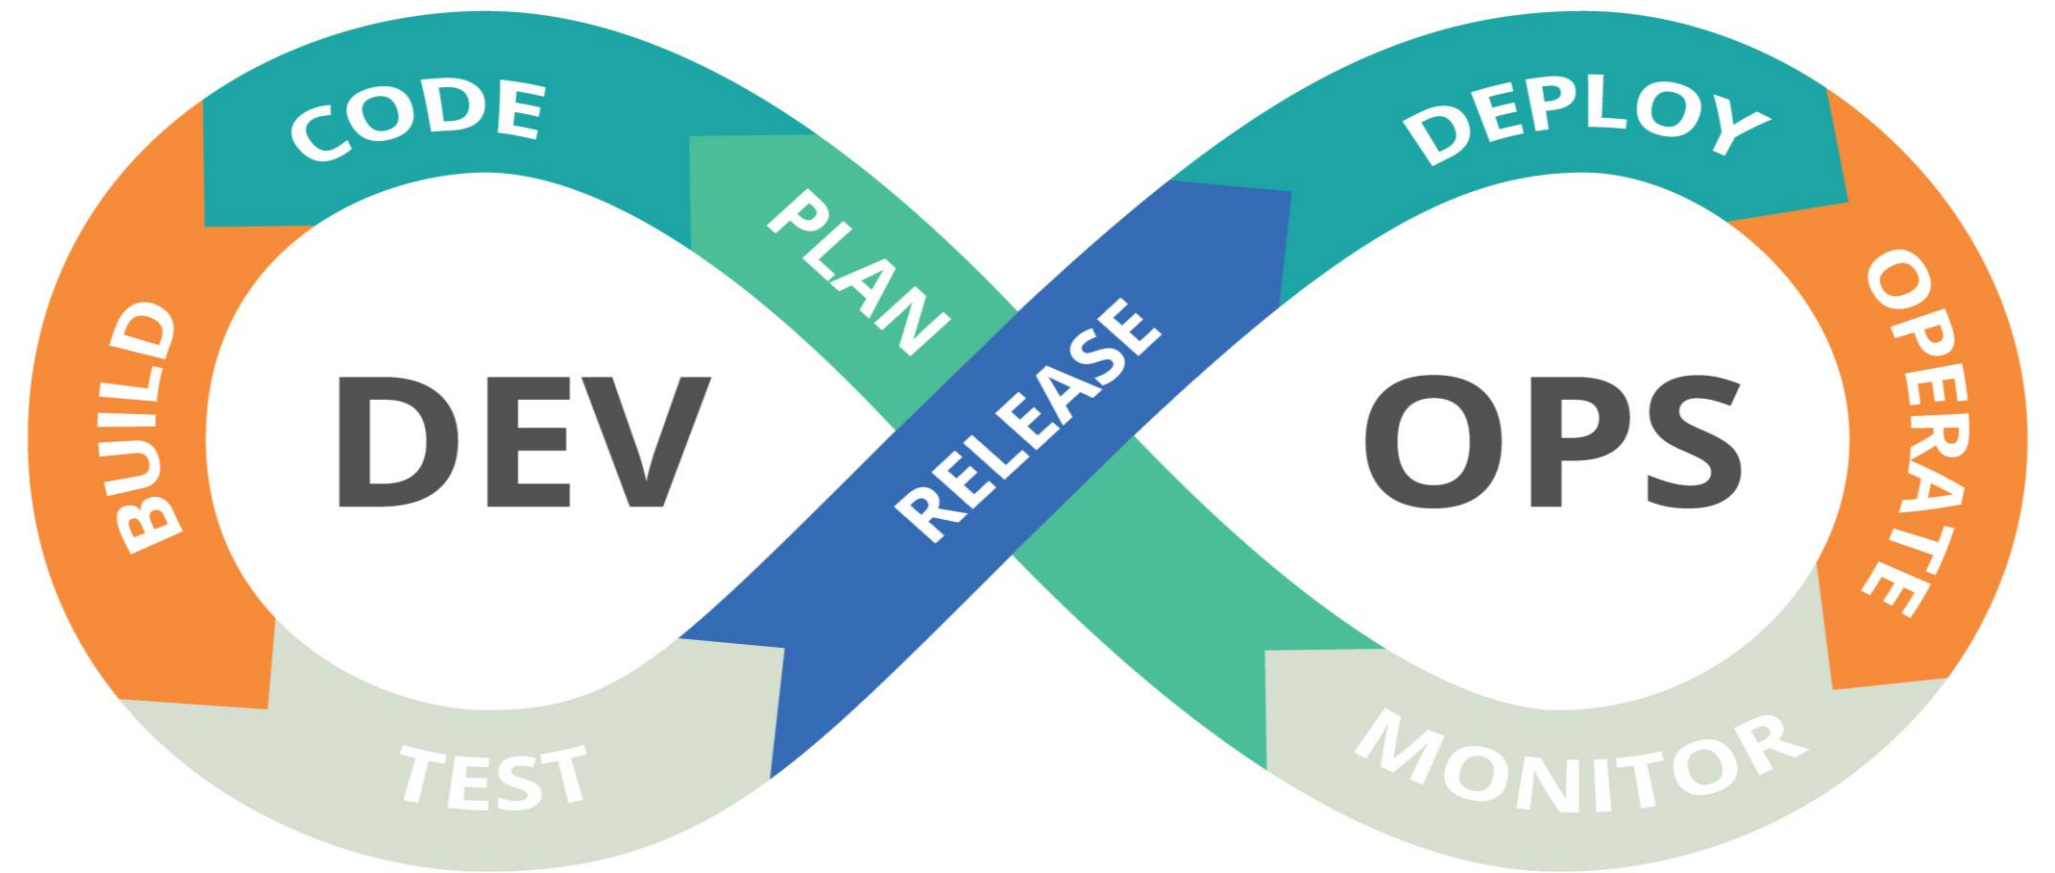 CODE
DEPLOY
PLAN
BUILD
DEV
RELEASE
OPS
OPERATE
TEST
MONITOR